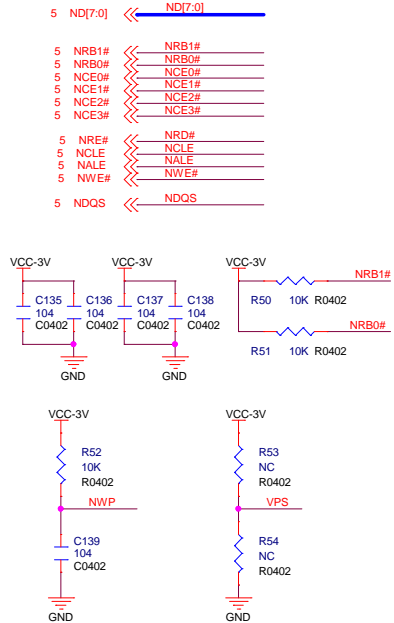 5 ND[7:0] ND[7:0]
5 NRB1# NRB1#
5 NRB0# NRB0#
5 NCE0# NCE0#
5 NCE1# NCE1#
5 NCE2# NCE2#
5 NCE3# NCE3#
5 NRE# NRD#
5 NCLE NCLE
5 NALE NALE
5 NWE# NWE#
5 NDQS NDQS
VCC-3V VCC-3V VCC-3V
NRB1#
C135 C136 C137 C138
104 104 104 104
C0402 C0402 C0402 C0402
R50 10K R0402
NRB0#
R51 10K R0402
GND GND
VCC-3V VCC-3V
R52 R53
10K NC
R0402 R0402
NWP VPS
C139 R54
104 NC
C0402 R0402
GND GND